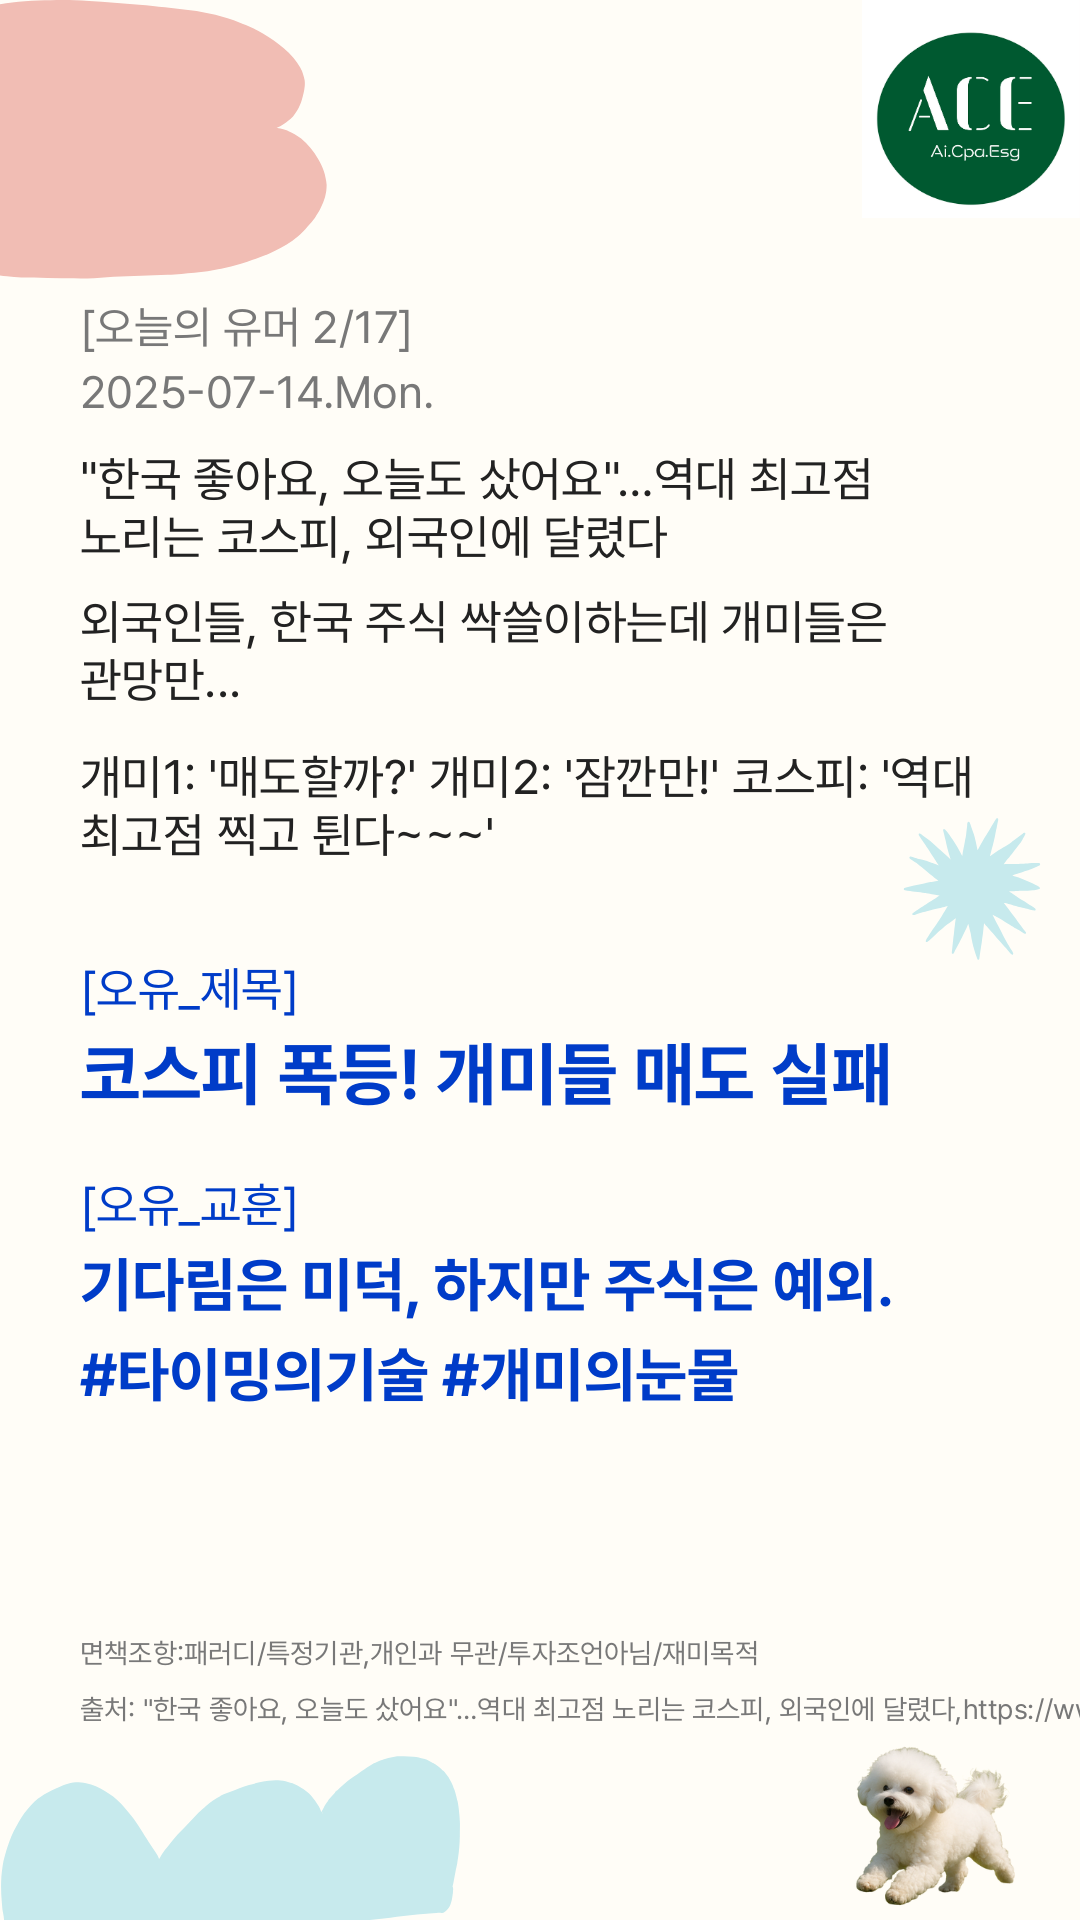 ACE
Ai.Cpa.Esg
[오늘의 유머 2/17]
2025-07-14.Mon.
"한국 좋아요, 오늘도 샀어요"...역대 최고점
노리는 코스피, 외국인에 달렸다
외국인들, 한국 주식 싹쓸이하는데 개미들은
관망만...
개미1: '매도할까?' 개미2: '잠깐만!' 코스피: '역대
최고점 찍고 튄다~~~'
[오유_제목]
코스피 폭등! 개미들 매도 실패
[오유_교훈]
기다림은 미덕, 하지만 주식은 예외.
#타이밍의기술 #개미의눈물
면책조항:패러디/특정기관,개인과 무관/투자조언아님/재미목적
출처: "한국 좋아요, 오늘도 샀어요"...역대 최고점 노리는 코스피, 외국인에 달렸다,https://w